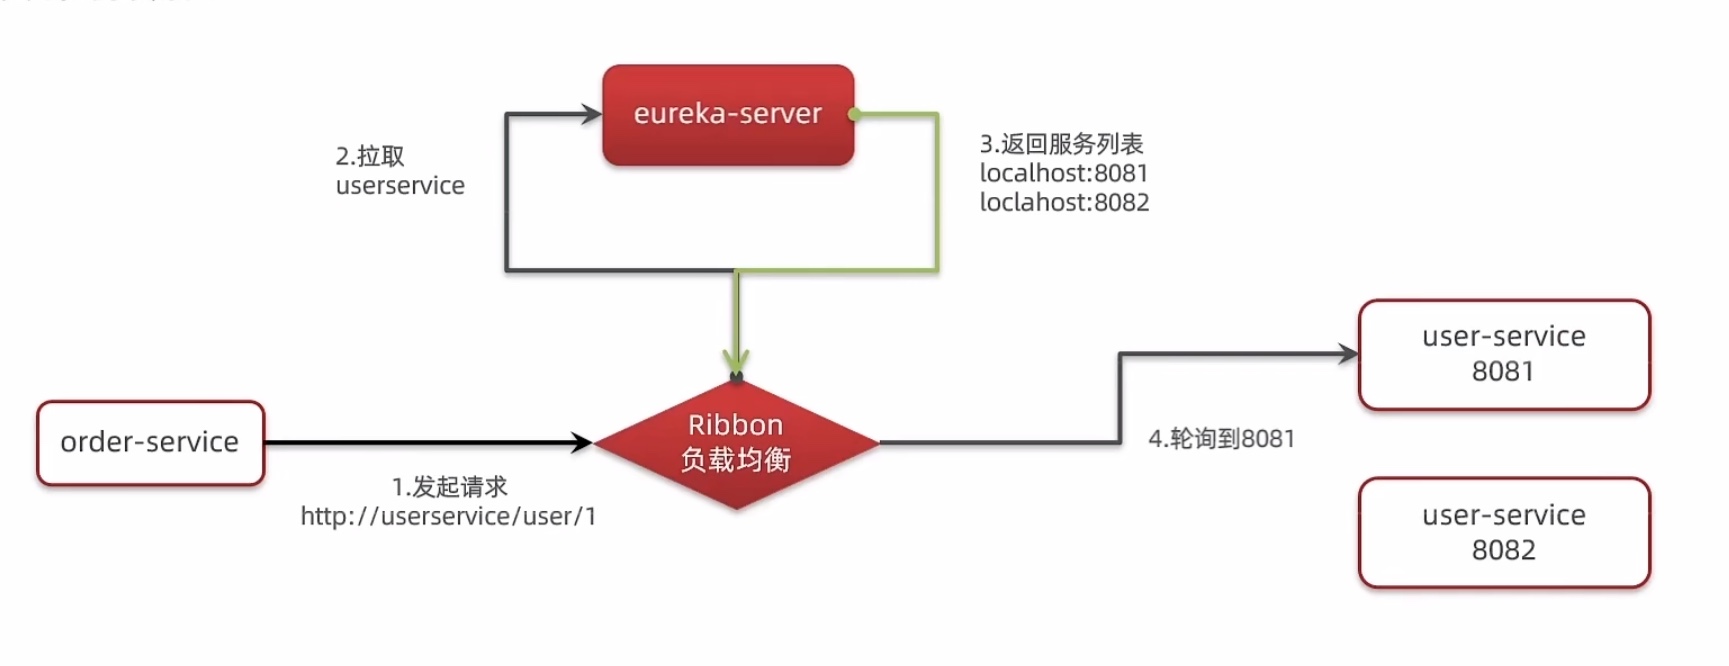 eureka-server
2.拉取
userservice
3.返回服务列表
localhost:8081
loclahost:8082
user-service
8081
order-service
Ribbon
负载均衡
4.轮询到8081
1.发起请求
http://userservice/user/1
user-service
8082